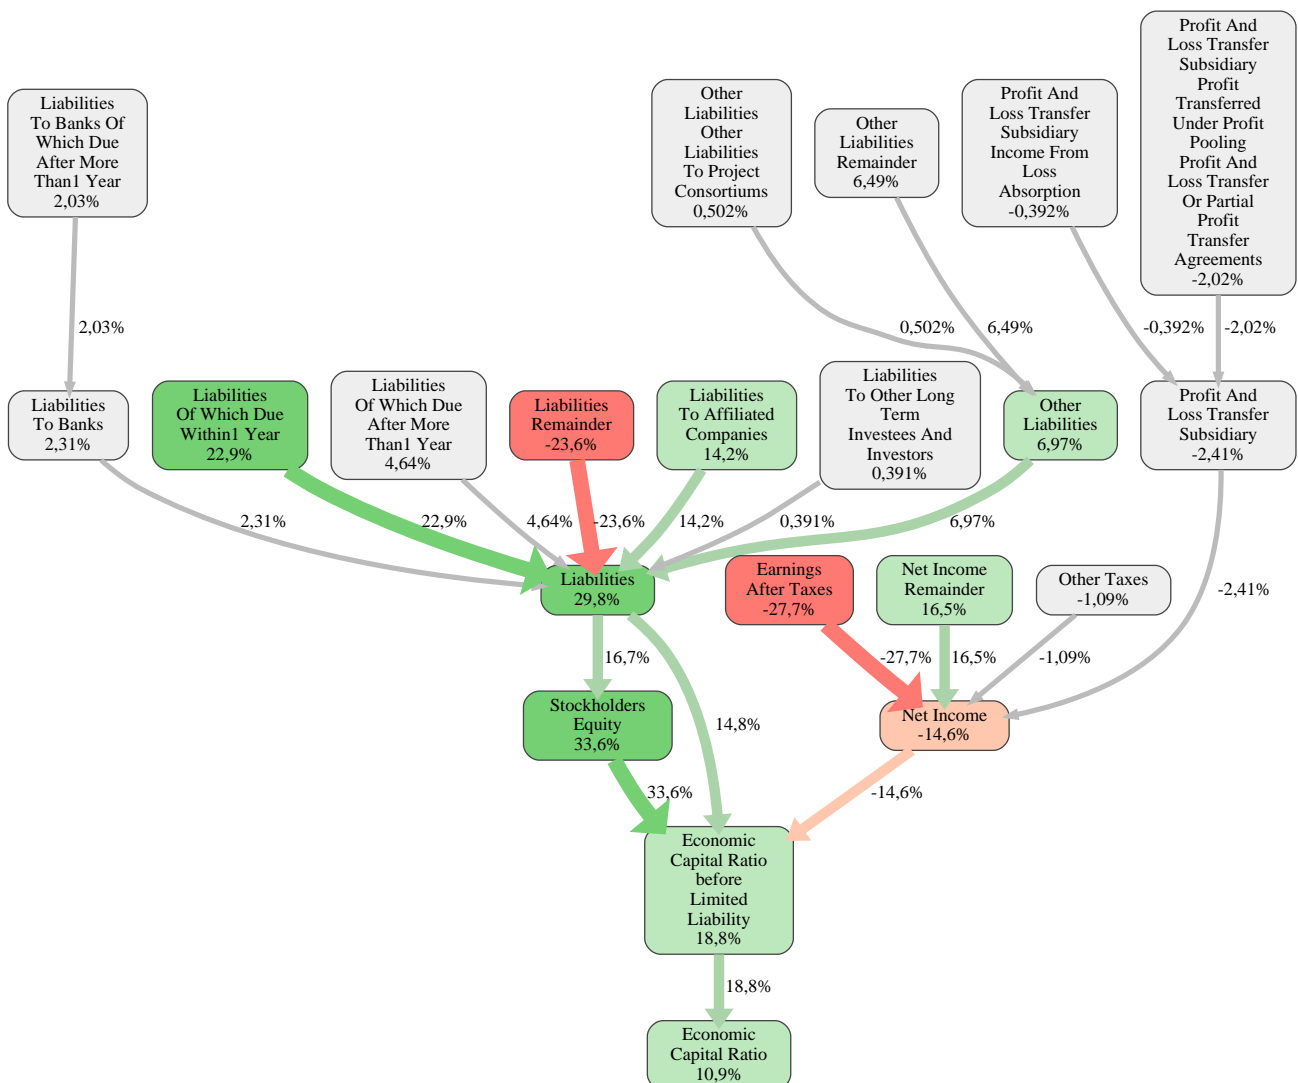 Profit And
Loss Transfer
Subsidiary
Profit
Transferred
Under Profit
Pooling
Profit And
Loss Transfer
Or Partial
Profit
Transfer
Agreements
-2,02%
Liabilities
To Banks Of
Which Due
After More
Than1 Year
2,03%
Other
Liabilities
Other
Liabilities
To Project
Consortiums
0,502%
Other
Liabilities
Remainder
6,49%
Profit And
Loss Transfer
Subsidiary
Income From
Loss
Absorption
-0,392%
2,03%
0,502%
6,49%
-0,392%
-2,02%
Liabilities
To Banks
2,31%
Liabilities
Of Which Due
Within1 Year
22,9%
Liabilities
Of Which Due
After More
Than1 Year
4,64%
Liabilities
Remainder
-23,6%
Liabilities
To Affiliated
Companies
14,2%
Liabilities
To Other Long
Term
Investees And
Investors
0,391%
Other
Liabilities
6,97%
Profit And
Loss Transfer
Subsidiary
-2,41%
2,31%
22,9%
4,64%
-23,6%
14,2%
0,391%
6,97%
-2,41%
Liabilities
29,8%
Earnings
After Taxes
-27,7%
Net Income
Remainder
16,5%
Other Taxes
-1,09%
16,7%
14,8%
-27,7%
16,5%
-1,09%
Stockholders
Equity
33,6%
Net Income
-14,6%
33,6%
-14,6%
Economic
Capital Ratio
before
Limited
Liability
18,8%
18,8%
Economic
Capital Ratio
10,9%